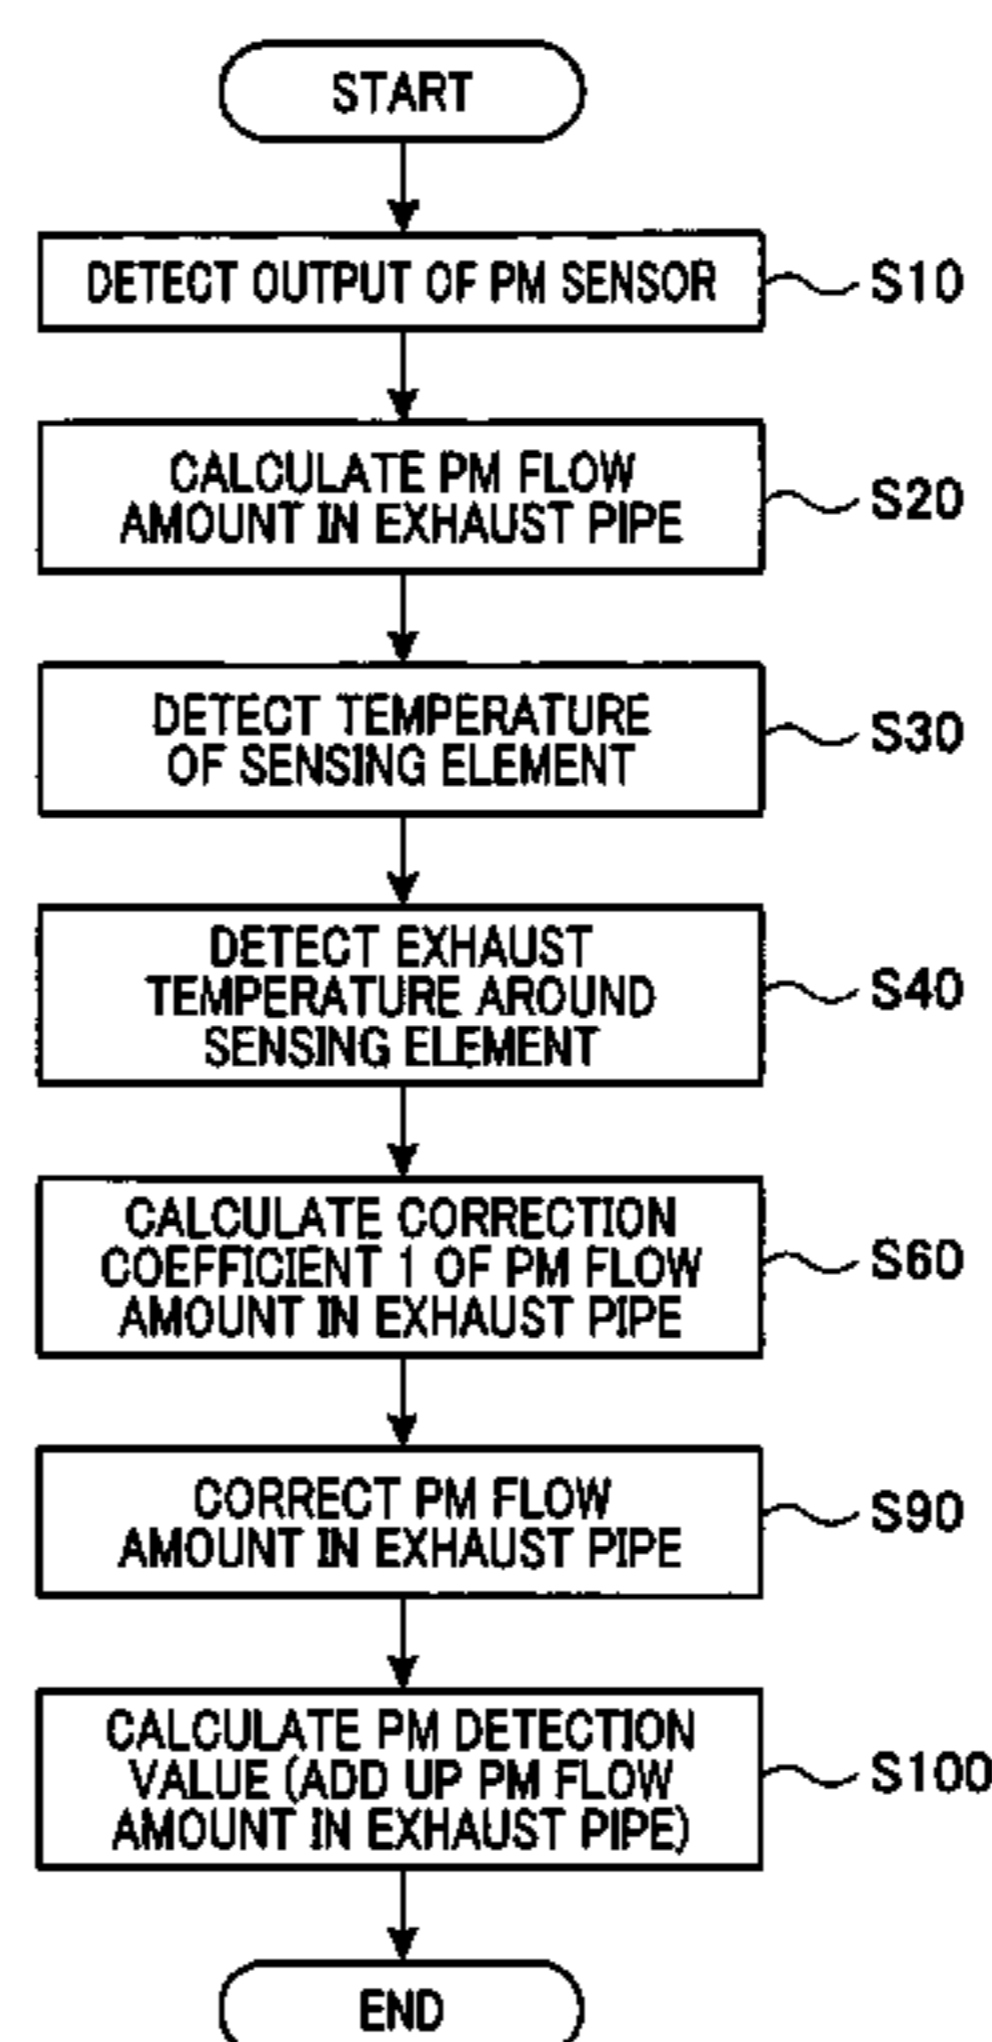 START
DETECT OUTPUT OF PM SENSOR
S10
CALCULATE PM FLOW
AMOUNT IN EXHAUST PIPE
S20
DETECT TEMPERATURE
OF SENSING ELEMENT
S30
DETECT EXHAUST
TEMPERATURE AROUND
SENSING ELEMENT
S40
CALCULATE CORRECTION
COEFFICIENT 1 OF PM FLOW
AMOUNT IN EXHAUST PIPE
S60
CORRECT PM FLOW
AMOUNT IN EXHAUST PIPE
S90
CALCULATE PM DETECTION
VALUE (ADD UP PM FLOW
AMOUNT IN EXHAUST PIPE)
S100
END